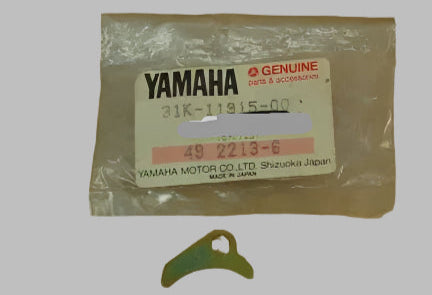 YAMAHA
GENUINE
parts & accessories
31K-11915-00
49 2213-6
YAMAHA MOTOR CO.,LTD. Shizuoka Japan
MADE IN JAPAN